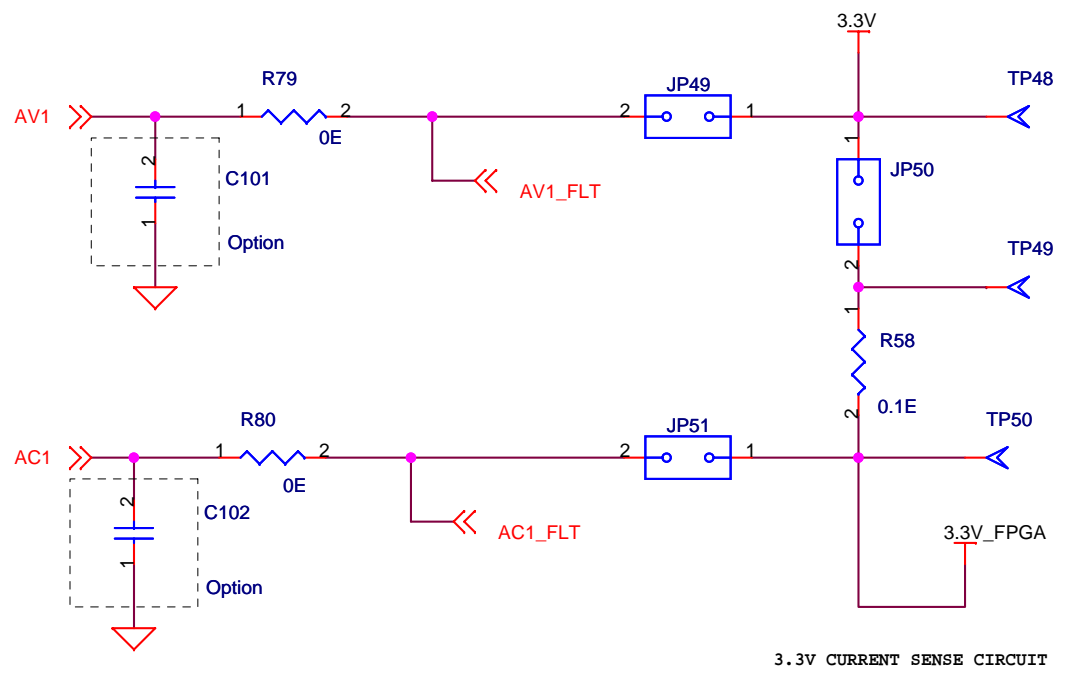 3.3V
R79
JP49
TP48
AV1
1
2
2
1
0E
1
2
C101
AV1_FLT
JP50
1
Option
2
TP49
1
R58
R80
JP51
2
0.1E
TP50
AC1
1
2
2
1
0E
2
C102
AC1_FLT
3.3V_FPGA
1
Option
3.3V CURRENT SENSE CIRCUIT